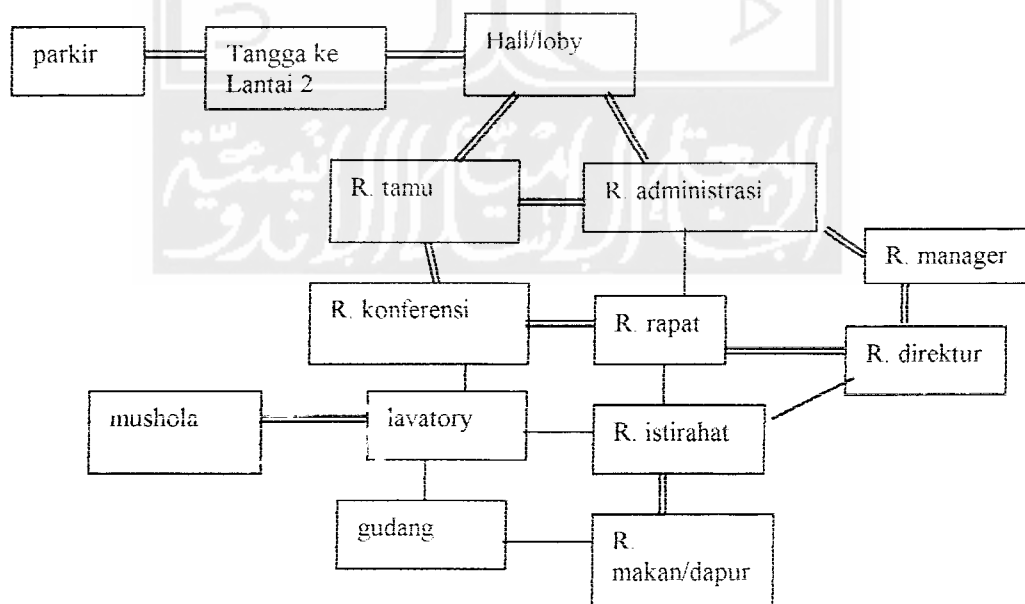 parkir
Tangga ke
Lantai 2
Hall/loby
R. tamu
R. administrasi
R. manager
R. konferensi
R. rapat
R. direktur
mushola
lavatory
R. istirahat
gudang
R.
makan/dapur